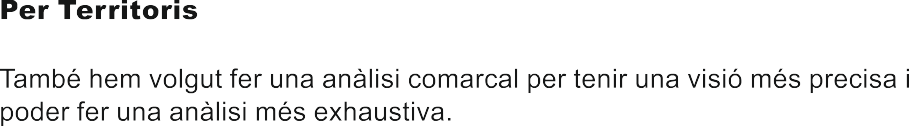 Per Territoris
També hem volgut fer una anàlisi comarcal per tenir una visió més precisa i
poder fer una anàlisi més exhaustiva.